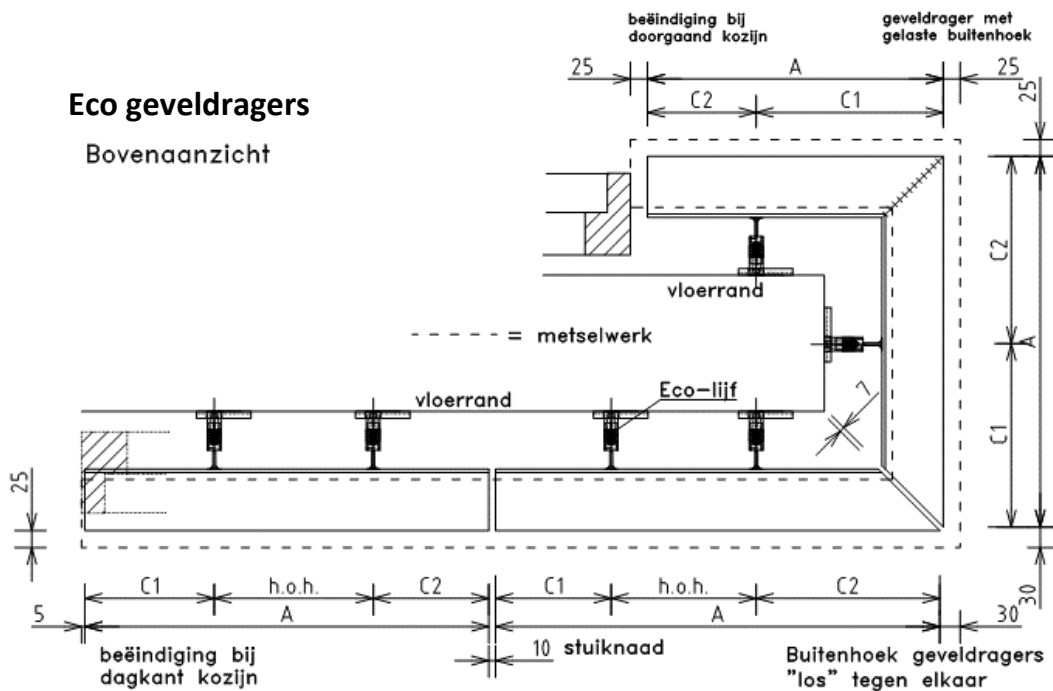 beëindiging bij
doorgaand kozijn
geveldrager met
gelaste buitenhoek
25
A
25
C2
C1
25
Eco geveldragers
Bovenaanzicht
vloerrand
C2
= metselwerk
A
Eco-lijf
vloerrand
7
C1
25
C1
h.o.h.
C2
C1
h.o.h.
C2
30
5
A
A
30
beëindiging bij
dagkant kozijn
10
stuiknaad
Buitenhoek geveldragers
"los" tegen elkaar